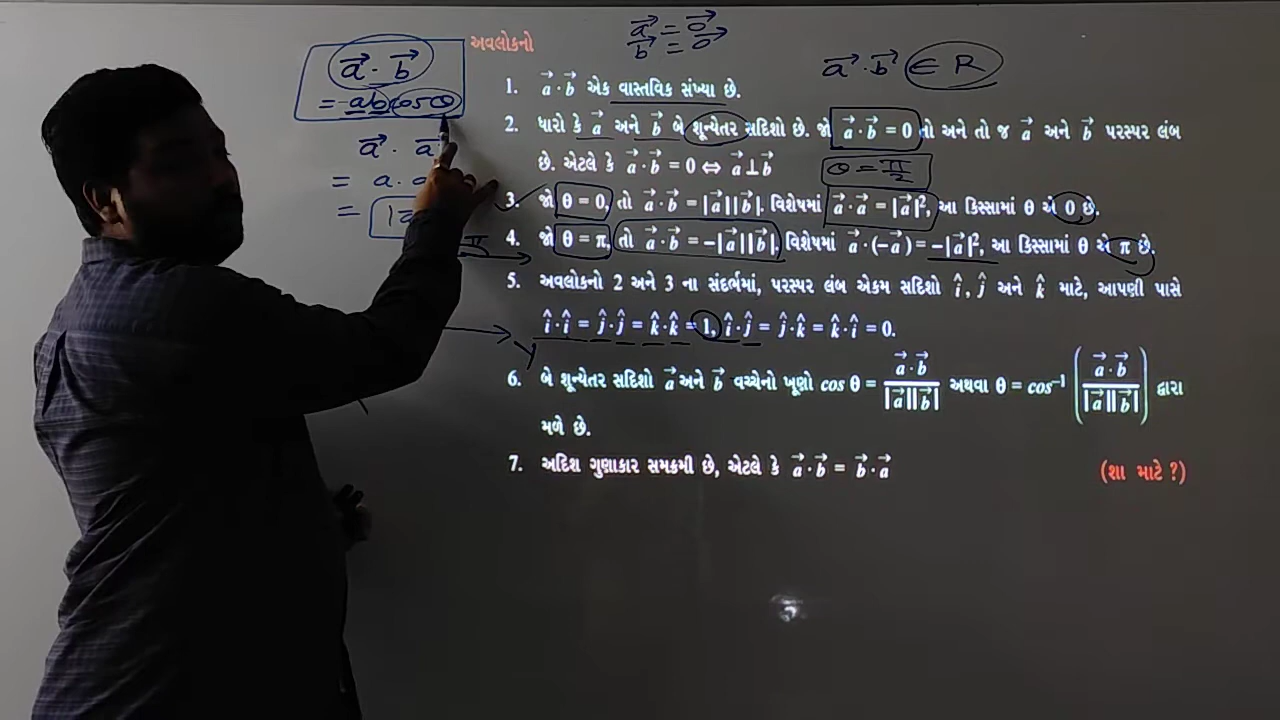 a⃗ · b⃗
= ab cosθ
a⃗ · a⃗
= a·
=
a⃗ = 0⃗
b⃗ = 0⃗
a⃗ · b⃗ ∈ R
અવલોકનો
1. a⃗ · b⃗ એક વાસ્તવિક સંખ્યા છે.
2. ધારો કે a⃗ અને b⃗ બે શૂન્યેતર સદિશો છે. જો a⃗ · b⃗ = 0 તો અને તો જ a⃗ અને b⃗ પરસ્પર લંબ
છે. એટલે કે a⃗ · b⃗ = 0 ⇔ a⃗ ⊥ b⃗
θ = π/2
3. જો θ = 0, તો a⃗ · b⃗ = |a⃗||b⃗|. વિશેષમાં a⃗ · a⃗ = |a⃗|², આ કિસ્સામાં θ એ 0 છે.
4. જો θ = π, તો a⃗ · b⃗ = −|a⃗||b⃗|, વિશેષમાં a⃗ · (−a⃗) = −|a⃗|², આ કિસ્સામાં θ એ π છે.
π
5. અવલોકનો 2 અને 3 ના સંદર્ભમાં, પરસ્પર લંબ એકમ સદિશો î, ĵ અને k̂ માટે, આપણી પાસે
î · î = ĵ · ĵ = k̂ · k̂ = 1, î · ĵ = ĵ · k̂ = k̂ · î = 0.
6. બે શૂન્યેતર સદિશો a⃗ અને b⃗ વચ્ચેનો ખૂણો cos θ = a⃗ · b⃗ / |a⃗||b⃗| અથવા θ = cos⁻¹ (a⃗ · b⃗ / |a⃗||b⃗|) દ્વારા
મળે છે.
7. અદિશ ગુણાકાર સમક્રમી છે, એટલે કે a⃗ · b⃗ = b⃗ · a⃗ (શા માટે ?)